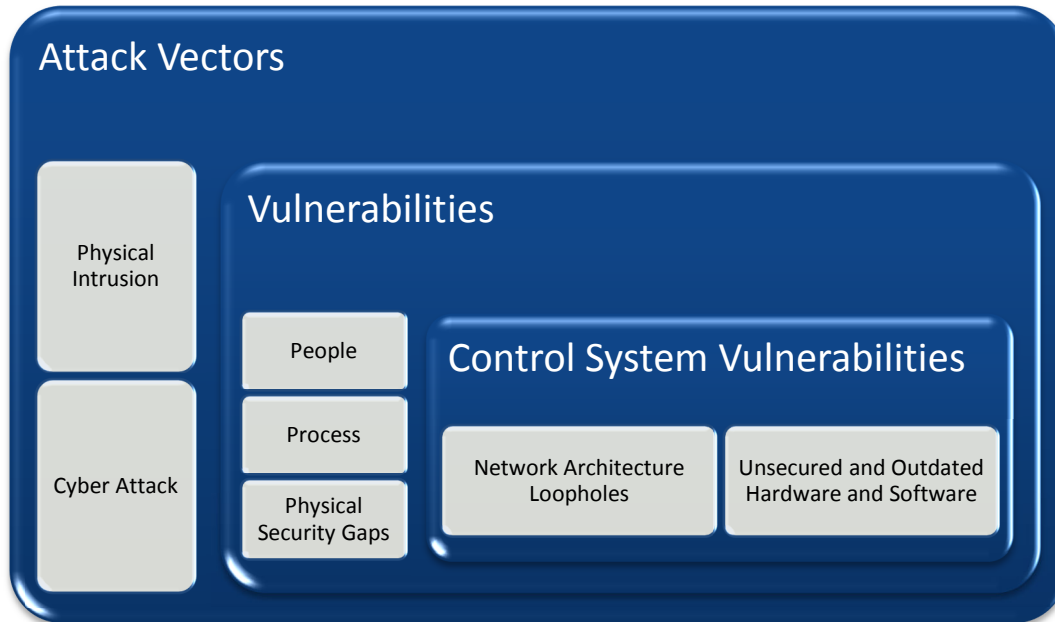 Attack Vectors
Physical
Intrusion
Cyber Attack
Vulnerabilities
People
Process
Physical
Security Gaps
Control System Vulnerabilities
Network Architecture
Loopholes
Unsecured and Outdated
Hardware and Software